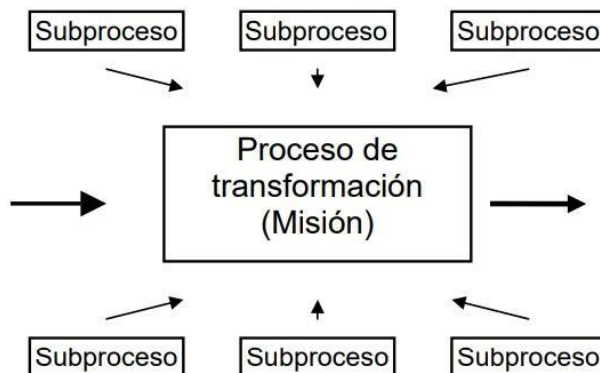 Subproceso
Subproceso
Subproceso
Proceso de
transformación
(Misión)
Subproceso
Subproceso
Subproceso